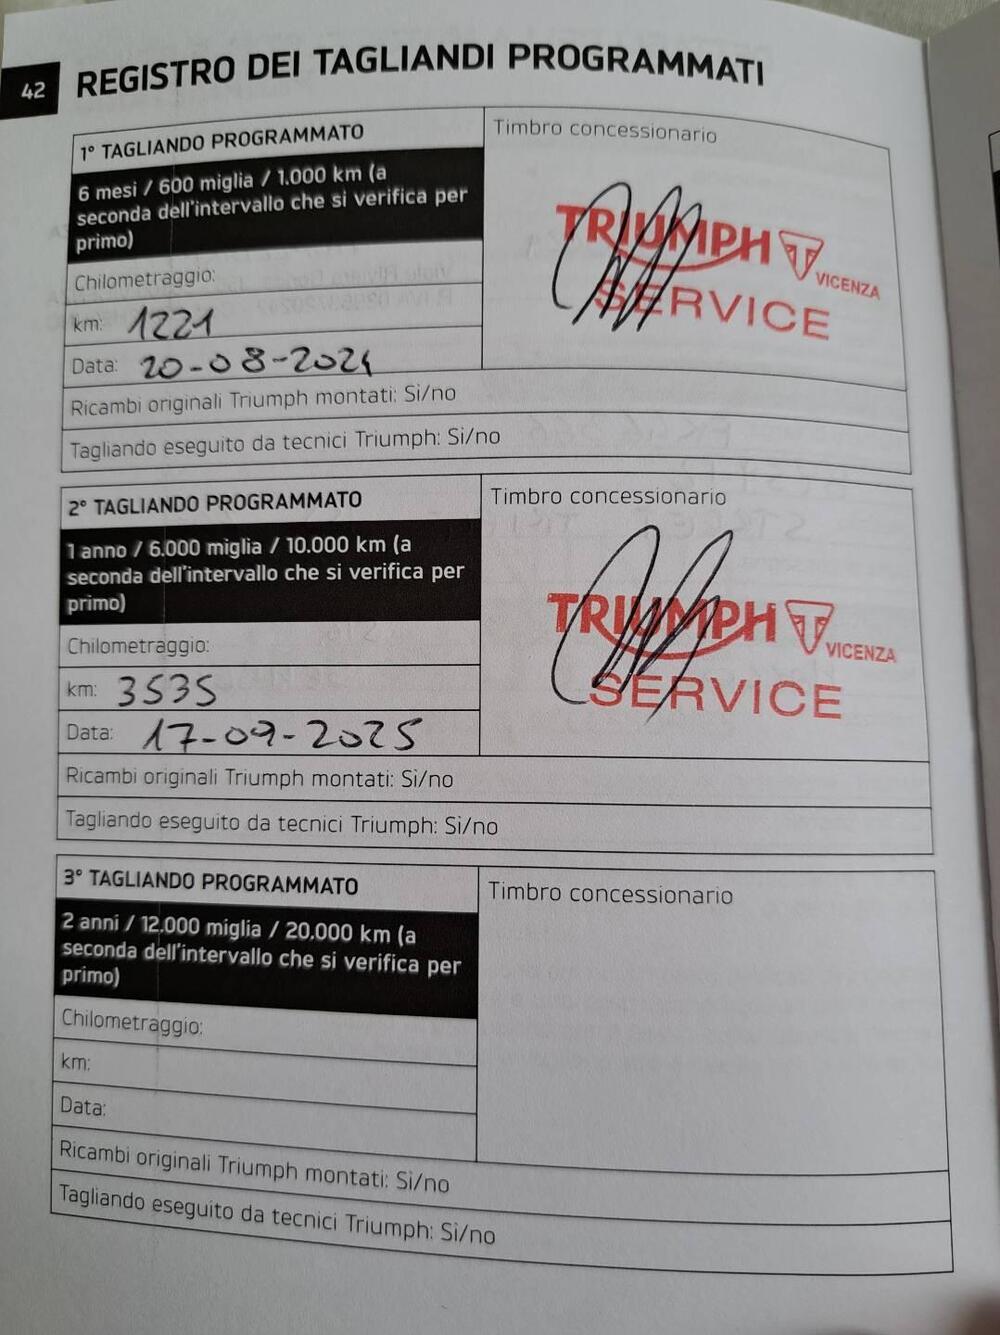 42
REGISTRO DEI TAGLIANDI PROGRAMMATI
1° TAGLIANDO PROGRAMMATO
6 mesi / 600 miglia / 1.000 km (a
seconda dell'intervallo che si verifica per
primo)
Chilometraggio:
km: 1221
Data: 20-08-2024
Timbro concessionario
TRIUMPH
VICENZA
SERVICE
Ricambi originali Triumph montati: Sì/no
Tagliando eseguito da tecnici Triumph: Sì/no
2° TAGLIANDO PROGRAMMATO
1 anno / 6.000 miglia / 10.000 km (a
seconda dell'intervallo che si verifica per
primo)
Chilometraggio:
km: 3535
Data: 17-09-2025
Timbro concessionario
TRIUMPH
VICENZA
SERVICE
Ricambi originali Triumph montati: Sì/no
Tagliando eseguito da tecnici Triumph: Sì/no
3° TAGLIANDO PROGRAMMATO
2 anni / 12.000 miglia / 20.000 km (a
seconda dell'intervallo che si verifica per
primo)
Chilometraggio:
km:
Data:
Timbro concessionario
Ricambi originali Triumph montati: Sì/no
Tagliando eseguito da tecnici Triumph: Sì/no